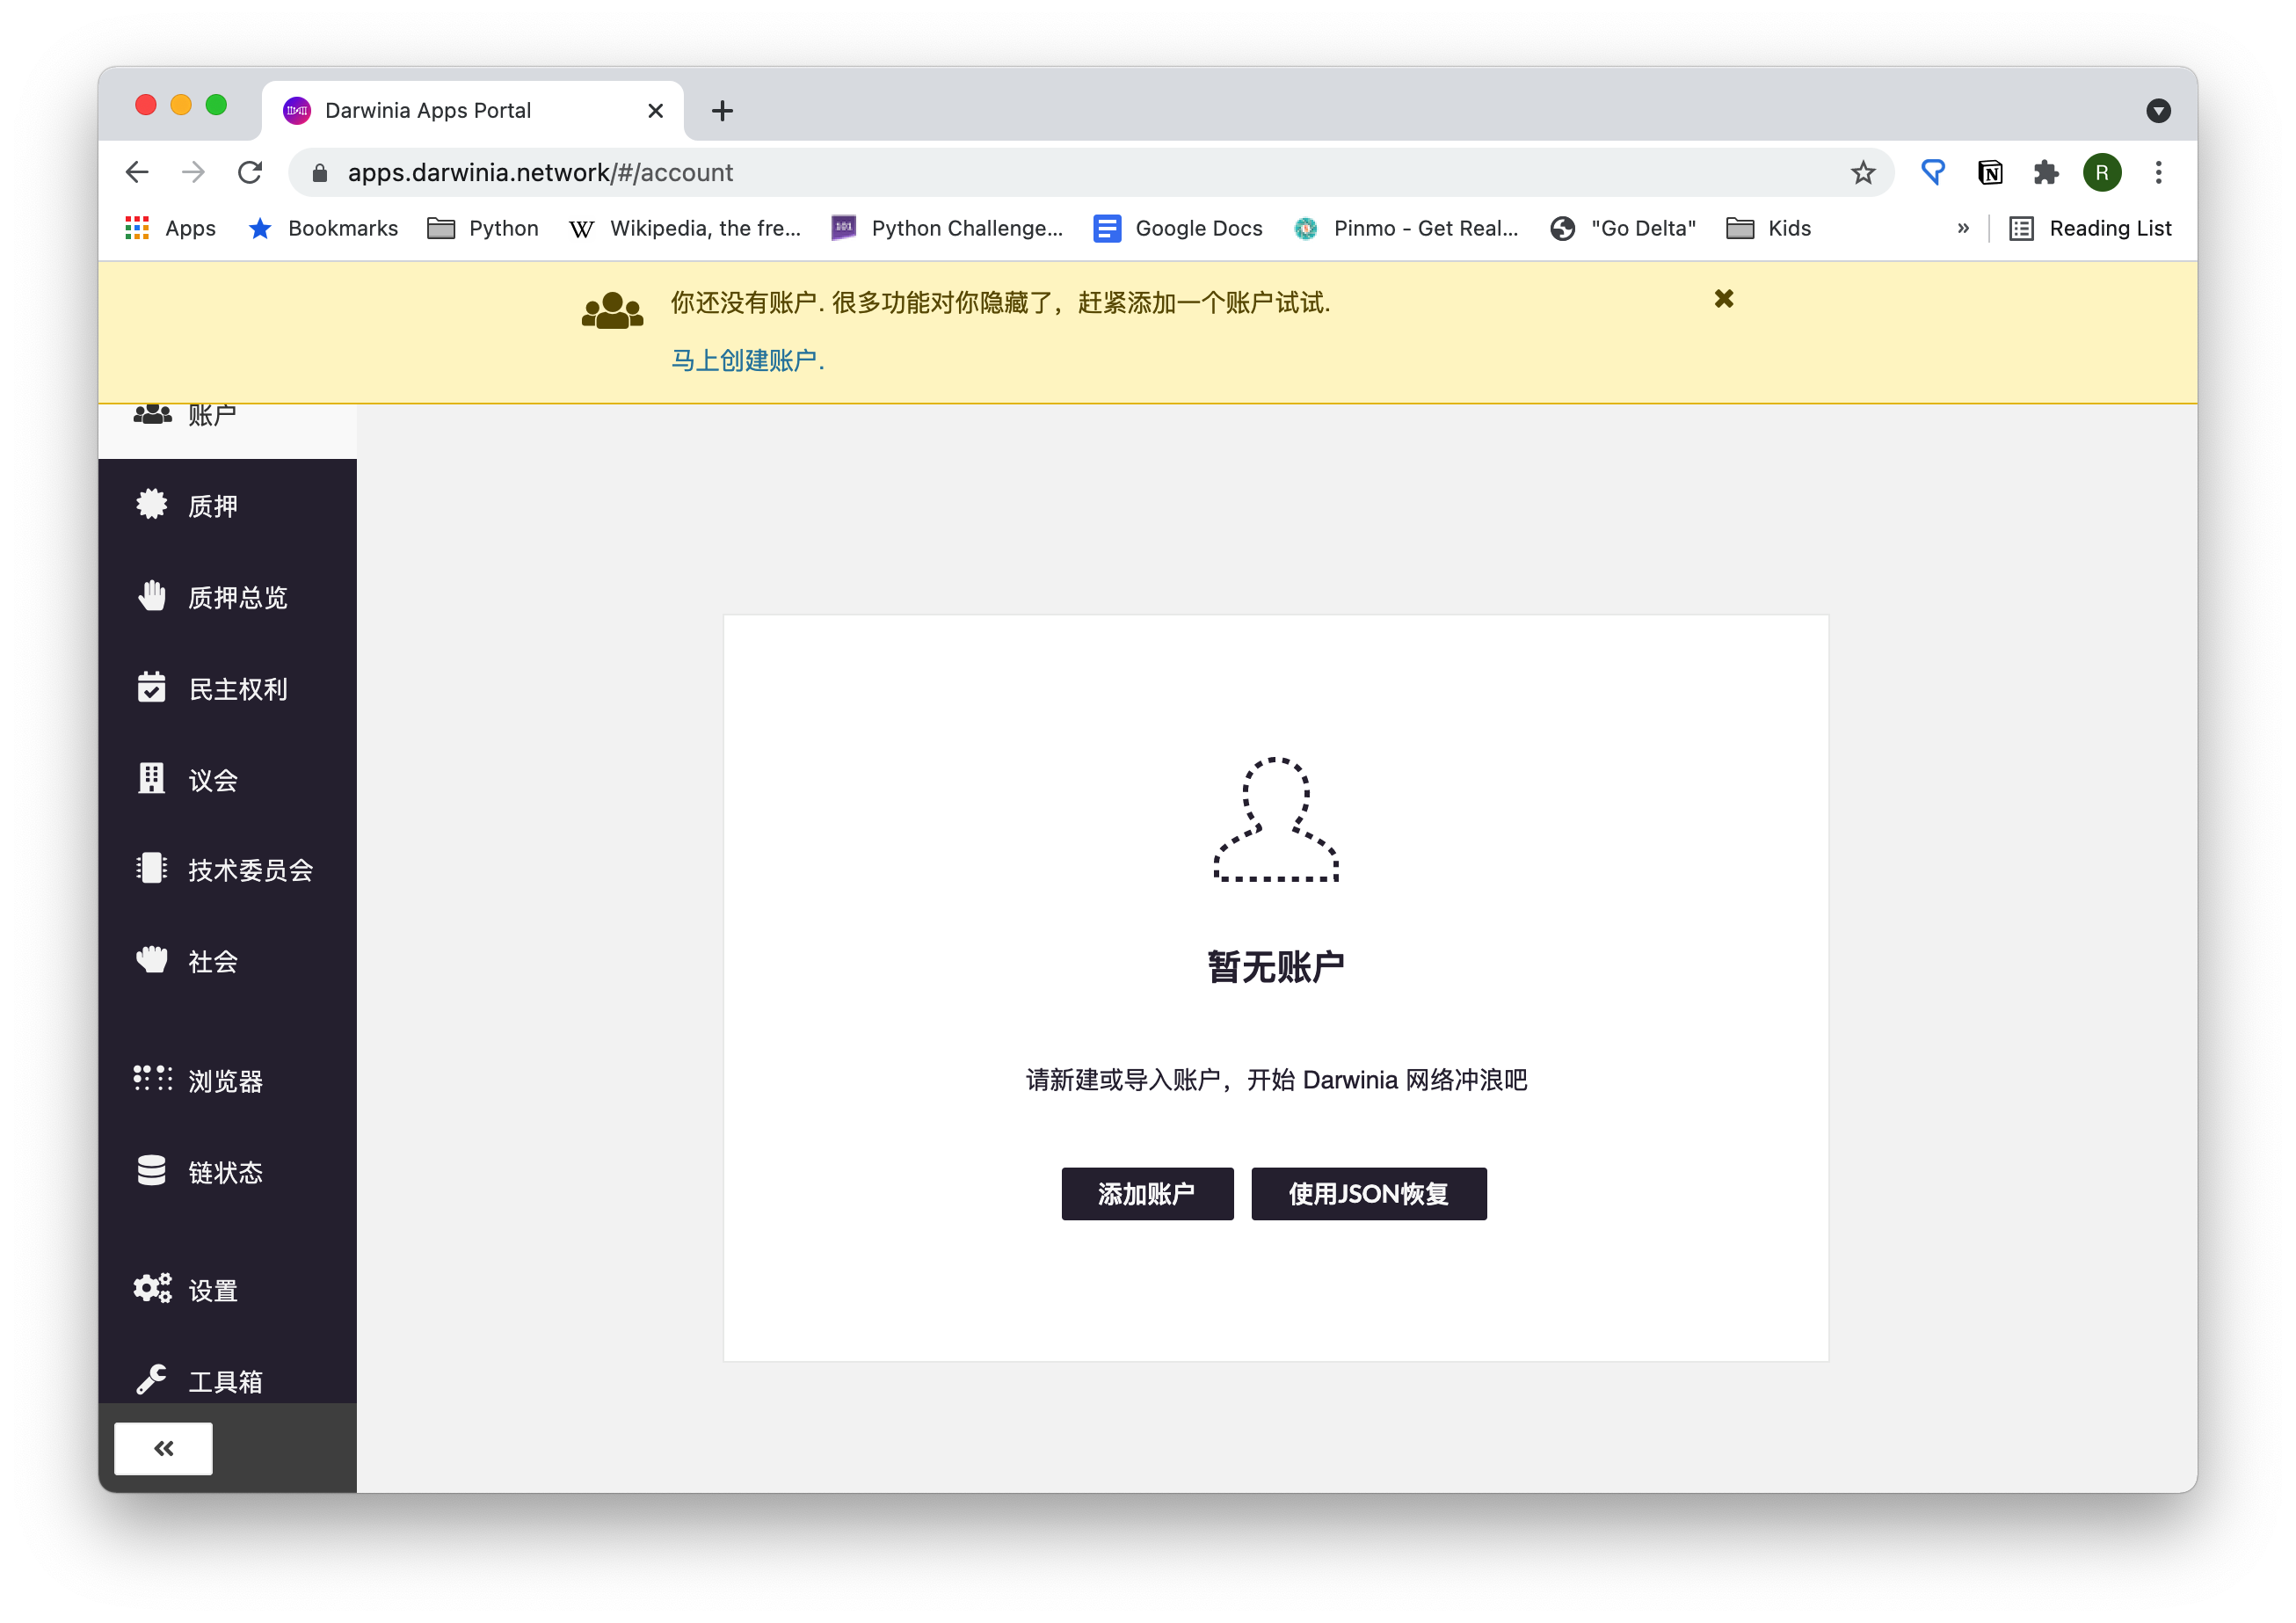 Darwinia Apps Portal
apps.darwinia.network/#/account
R
Apps
Bookmarks
Python
Wikipedia, the fre...
Python Challenge...
Google Docs
Pinmo - Get Real...
"Go Delta"
Kids
»
Reading List
你还没有账户. 很多功能对你隐藏了，赶紧添加一个账户试试.
马上创建账户.
账户
质押
质押总览
民主权利
议会
技术委员会
社会
浏览器
链状态
设置
工具箱
暂无账户
请新建或导入账户，开始 Darwinia 网络冲浪吧
添加账户
使用JSON恢复